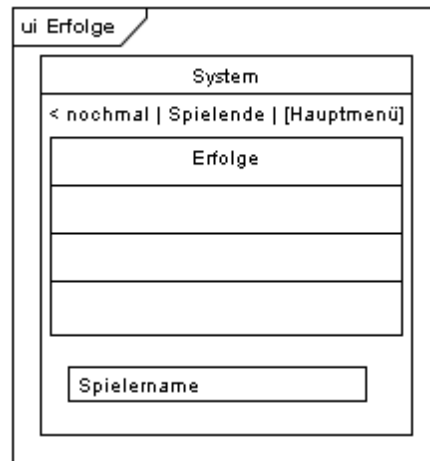 ui Erfolge
System
< nochmal | Spielende | [Hauptmenü]
Erfolge
Spielername